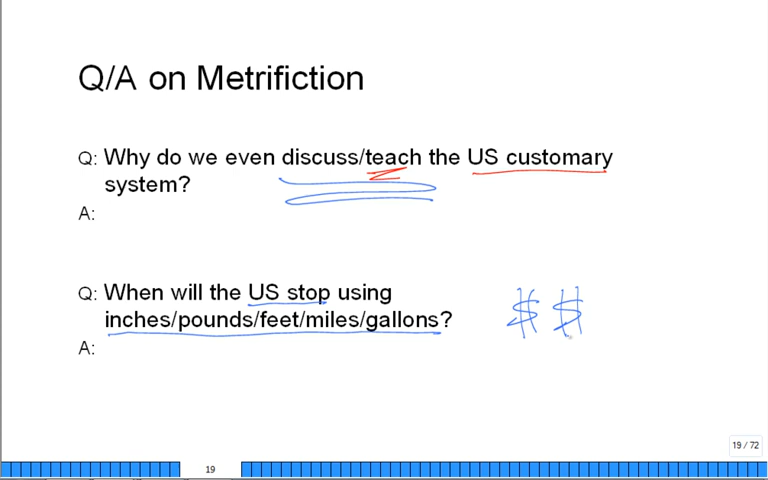 Q/A on Metrifiction
Q: Why do we even discuss/teach the US customary
system?
A:
Q: When will the US stop using
inches/pounds/feet/miles/gallons?
$ $
A:
19 / 72
19